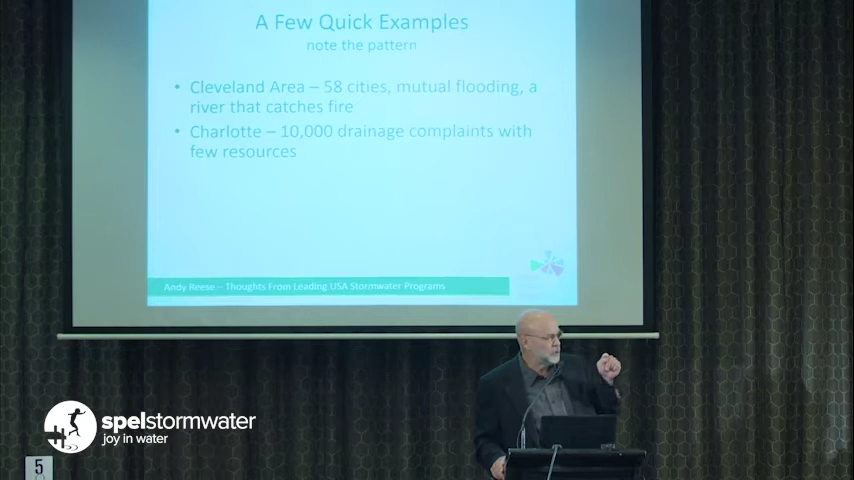 A Few Quick Examples
note the pattern
• Cleveland Area – 58 cities, mutual flooding, a
river that catches fire
• Charlotte – 10,000 drainage complaints with
few resources
Andy Reese – Thoughts From Leading USA Stormwater Programs
spelstormwater
joy in water
5